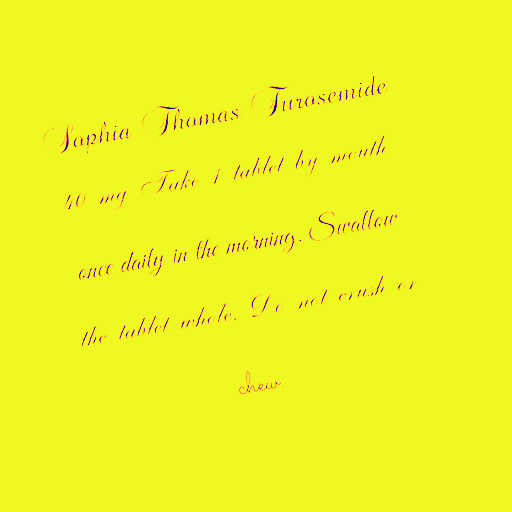 Sophia Thomas Furosemide
40 mg Take 1 tablet by mouth
once daily in the morning. Swallow
the tablet whole. Do not crush or
chew.